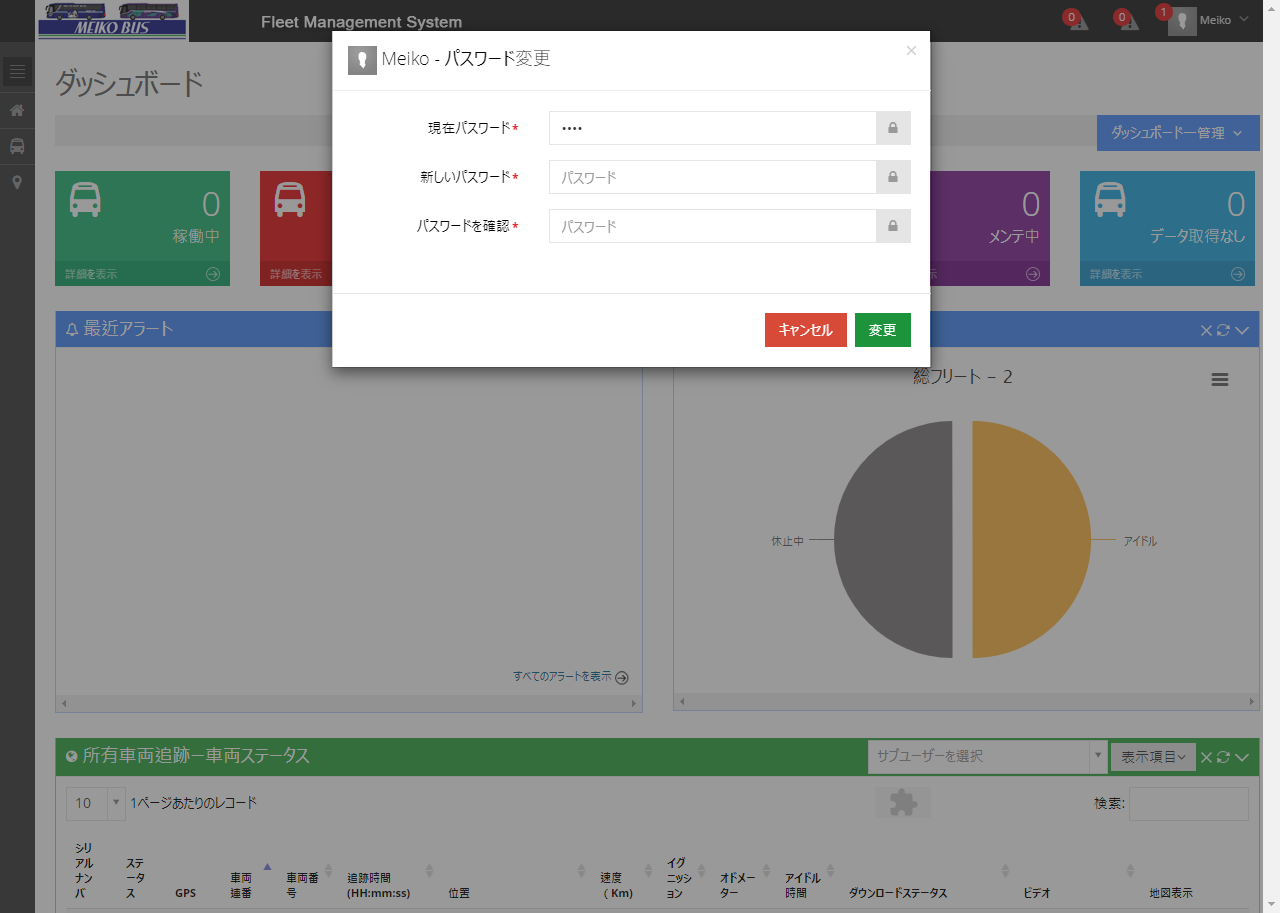 MEIKO BUS
Fleet Management System
0
0
1
Meiko
Meiko - パスワード変更
×
ダッシュボード
ダッシュボードー管理
現在パスワード*
••••
新しいパスワード*
パスワード
パスワードを確認*
パスワード
キャンセル
変更
0
稼働中
詳細を表示
詳細を表示
0
メンテ中
示
0
データ取得なし
詳細を表示
最近アラート
すべてのアラートを表示
総フリート – 2
休止中
アイドル
所有車両追跡ー車両ステータス
サブユーザーを選択
表示項目
10
1ページあたりのレコード
検索:
シリアルナンバ
ステータス
GPS
車両連番
車両番号
追跡時間 (HH:mm:ss)
位置
速度 (Km)
イグニッション
オドメーター
アイドル時間
ダウンロードステータス
ビデオ
地図表示